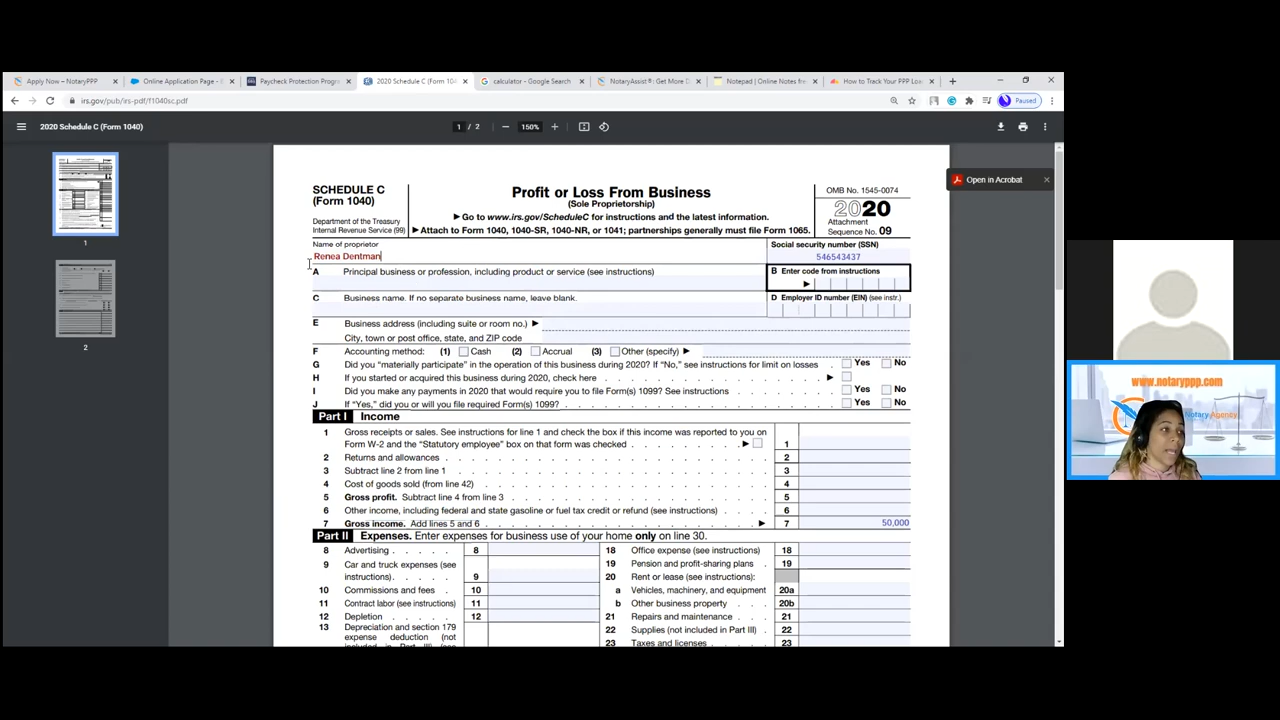 Apply Now – NotaryPPP
Online Application Page -
Paycheck Protection Progr
2020 Schedule C (Form 104
calculator - Google Search
NotaryAssist®: Get More D
Notepad | Online Notes fr
How to Track Your PPP Loa
irs.gov/pub/irs-pdf/f1040sc.pdf
Paused
2020 Schedule C (Form 1040)
1 / 2
150%
Open in Acrobat
1
2
SCHEDULE C
(Form 1040)
Department of the Treasury
Internal Revenue Service (99)
Profit or Loss From Business
(Sole Proprietorship)
Go to www.irs.gov/ScheduleC for instructions and the latest information.
Attach to Form 1040, 1040-SR, 1040-NR, or 1041; partnerships generally must file Form 1065.
OMB No. 1545-0074
2020
Attachment
Sequence No. 09
Name of proprietor
Renea Dentman
Social security number (SSN)
546543437
A Principal business or profession, including product or service (see instructions)
B Enter code from instructions
C Business name. If no separate business name, leave blank.
D Employer ID number (EIN) (see instr.)
E Business address (including suite or room no.)
City, town or post office, state, and ZIP code
F Accounting method: (1) Cash (2) Accrual (3) Other (specify)
G Did you "materially participate" in the operation of this business during 2020? If "No," see instructions for limit on losses . Yes No
H If you started or acquired this business during 2020, check here
I Did you make any payments in 2020 that would require you to file Form(s) 1099? See instructions Yes No
J If "Yes," did you or will you file required Form(s) 1099? Yes No
Part I Income
1 Gross receipts or sales. See instructions for line 1 and check the box if this income was reported to you on
Form W-2 and the "Statutory employee" box on that form was checked 1
2 Returns and allowances 2
3 Subtract line 2 from line 1 3
4 Cost of goods sold (from line 42) 4
5 Gross profit. Subtract line 4 from line 3 5
6 Other income, including federal and state gasoline or fuel tax credit or refund (see instructions) 6
7 Gross income. Add lines 5 and 6 7 50,000
Part II Expenses. Enter expenses for business use of your home only on line 30.
8 Advertising 8
9 Car and truck expenses (see
instructions) 9
10 Commissions and fees 10
11 Contract labor (see instructions) 11
12 Depletion 12
13 Depreciation and section 179
expense deduction (not
included in Part III) (see
18 Office expense (see instructions) 18
19 Pension and profit-sharing plans 19
20 Rent or lease (see instructions):
a Vehicles, machinery, and equipment 20a
b Other business property 20b
21 Repairs and maintenance 21
22 Supplies (not included in Part III) 22
23 Taxes and licenses 23
www.notaryppp.com
Notary Agency